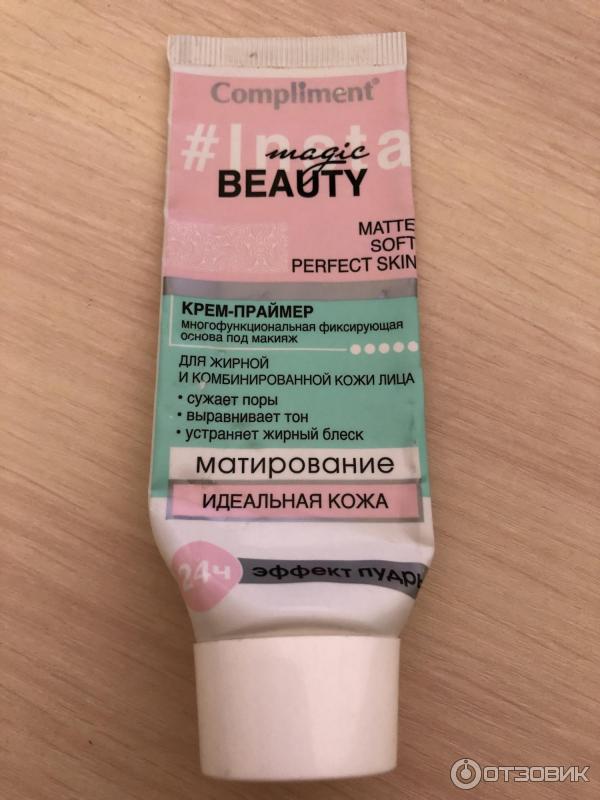 Compliment®
#Insta
magic
BEAUTY
MATTE
SOFT
PERFECT SKIN
КРЕМ-ПРАЙМЕР
многофункциональная фиксирующая
основа под макияж
ДЛЯ ЖИРНОЙ
И КОМБИНИРОВАННОЙ КОЖИ ЛИЦА
• сужает поры
• выравнивает тон
• устраняет жирный блеск
матирование
ИДЕАЛЬНАЯ КОЖА
24ч эффект пудры
ОТЗОВИК